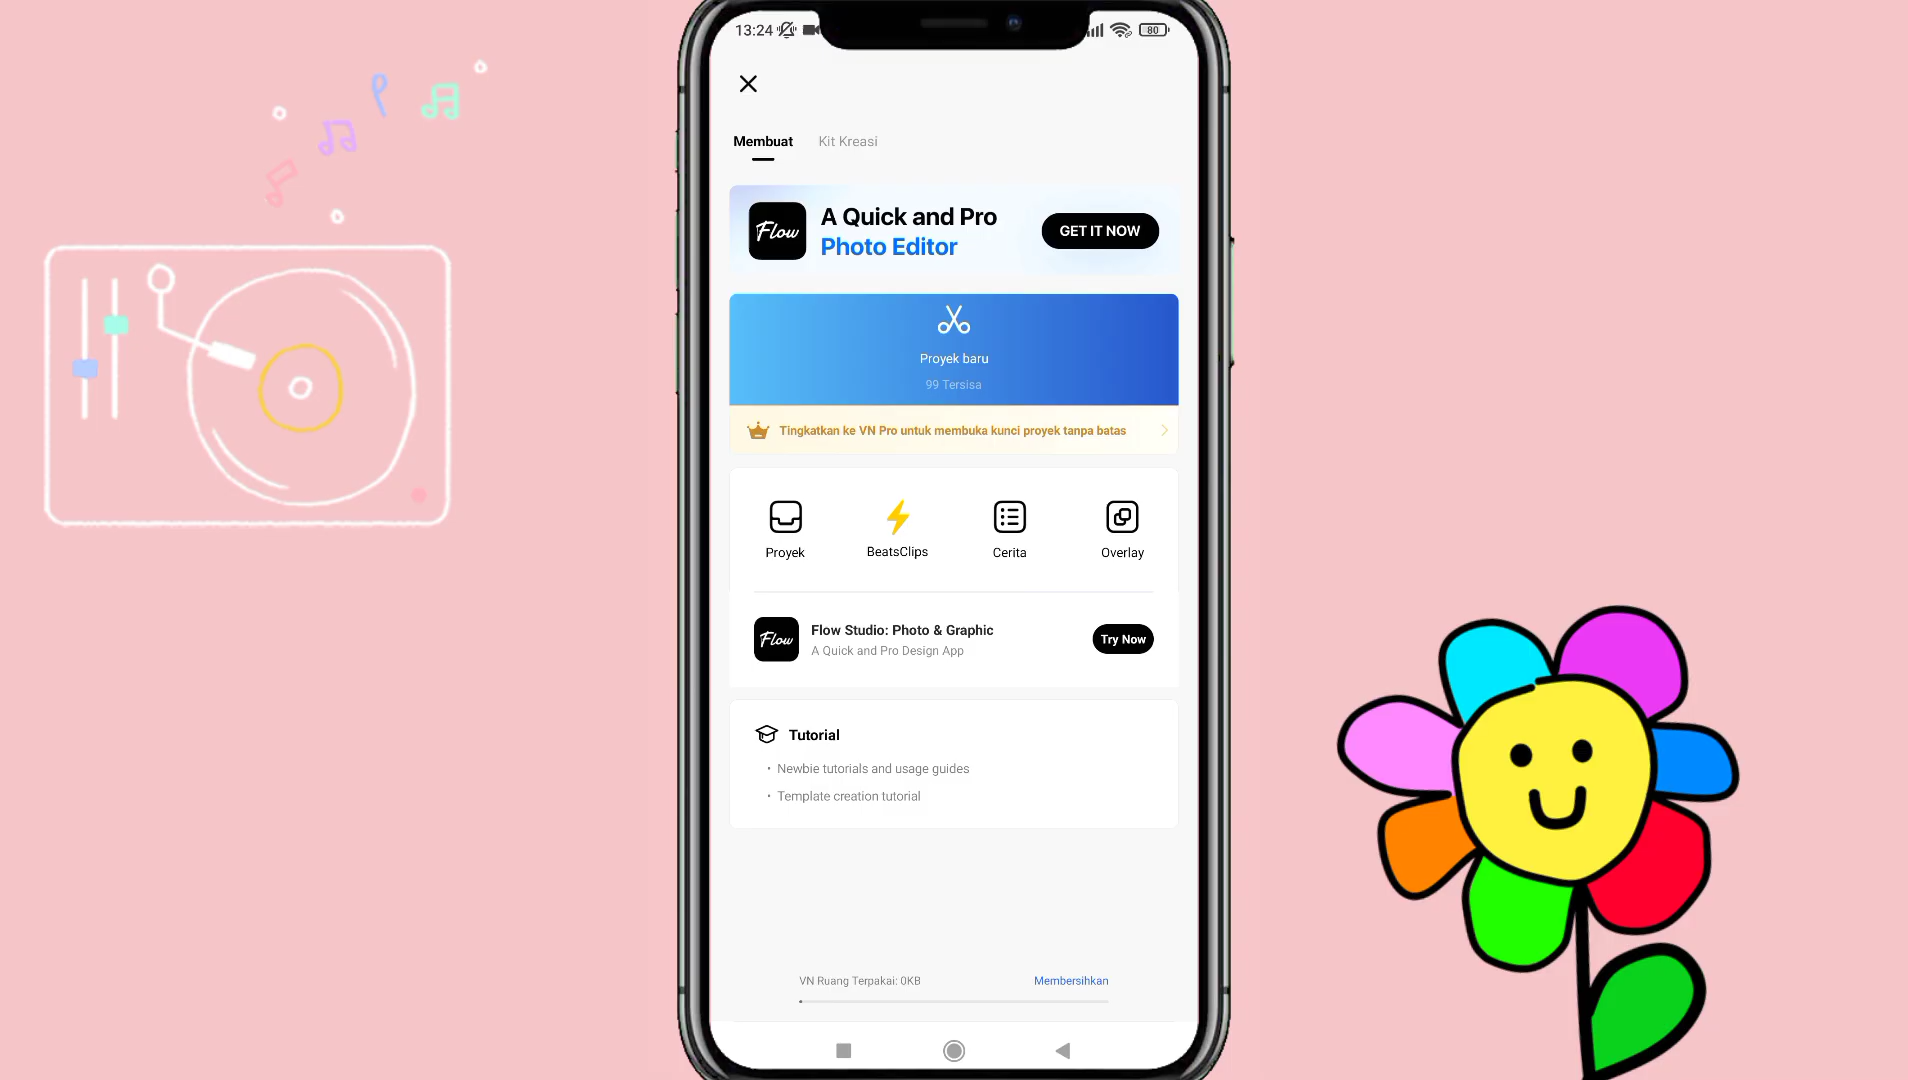 13:24
80
Membuat
Kit Kreasi
Flow
A Quick and Pro
Photo Editor
GET IT NOW
Proyek baru
99 Tersisa
Tingkatkan ke VN Pro untuk membuka kunci proyek tanpa batas
Proyek
BeatsClips
Cerita
Overlay
Flow
Flow Studio: Photo & Graphic
A Quick and Pro Design App
Try Now
Tutorial
• Newbie tutorials and usage guides
• Template creation tutorial
VN Ruang Terpakai: 0KB
Membersihkan